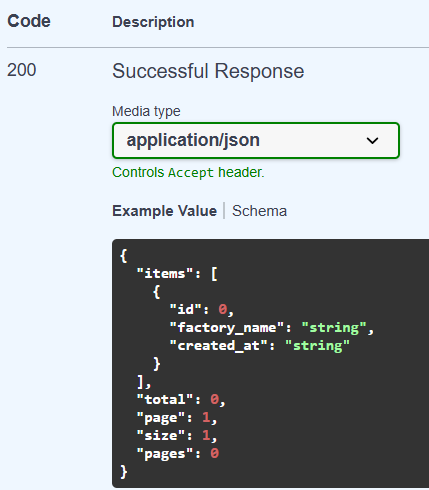 Code Description
200 Successful Response
Media type
application/json
Controls Accept header.
Example Value Schema
{
  "items": [
    {
      "id": 0,
      "factory_name": "string",
      "created_at": "string"
    }
  ],
  "total": 0,
  "page": 1,
  "size": 1,
  "pages": 0
}